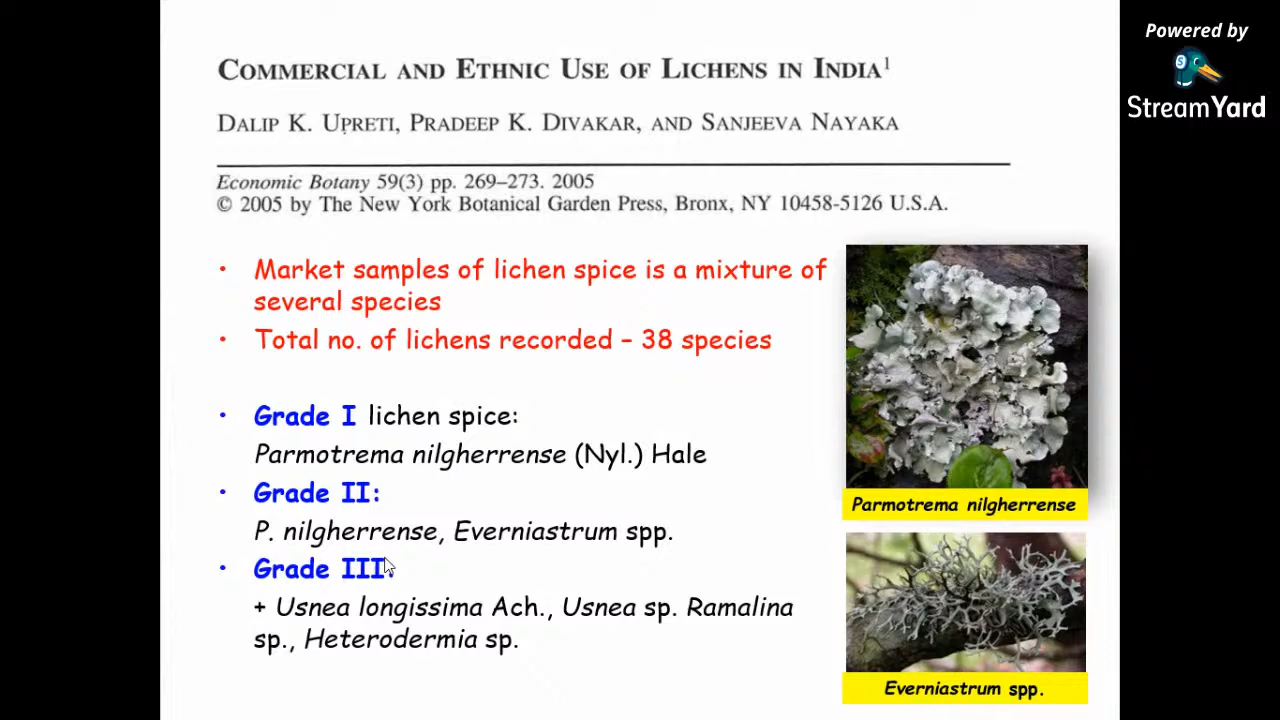 Powered by
StreamYard
COMMERCIAL AND ETHNIC USE OF LICHENS IN INDIA¹
DALIP K. UPRETI, PRADEEP K. DIVAKAR, AND SANJEEVA NAYAKA
Economic Botany 59(3) pp. 269–273. 2005
© 2005 by The New York Botanical Garden Press, Bronx, NY 10458-5126 U.S.A.
• Market samples of lichen spice is a mixture of
several species
• Total no. of lichens recorded – 38 species
• Grade I lichen spice:
Parmotrema nilgherrense (Nyl.) Hale
• Grade II:
P. nilgherrense, Everniastrum spp.
• Grade III:
+ Usnea longissima Ach., Usnea sp. Ramalina
sp., Heterodermia sp.
Parmotrema nilgherrense
Everniastrum spp.